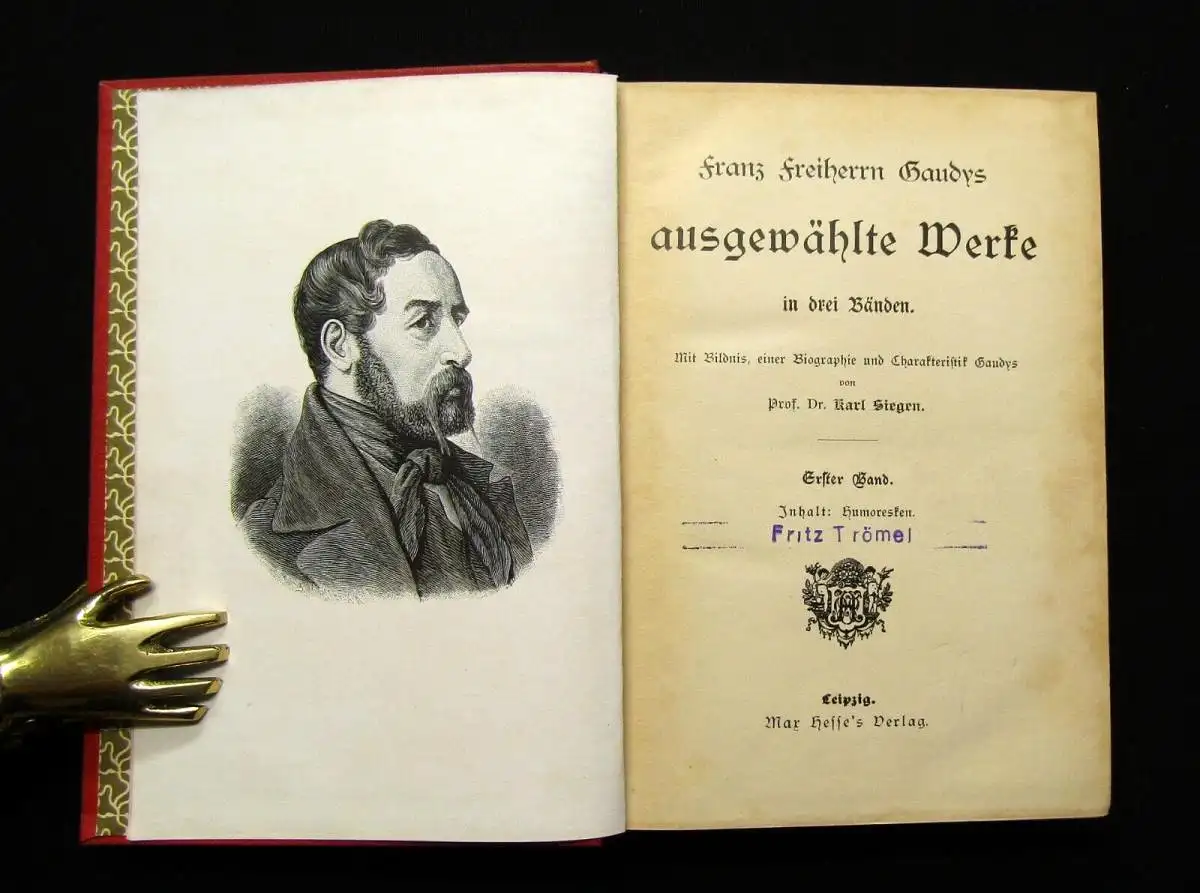 Franz Freiherrn Gaudys
ausgewählte Werke
in drei Bänden.
Mit Bildnis, einer Biographie und Charakteristik Gaudys
von
Prof. Dr. Karl Siegen.
Erster Band.
Inhalt: Humoresken.
Fritz Trömel
Leipzig.
Max Hesse's Verlag.